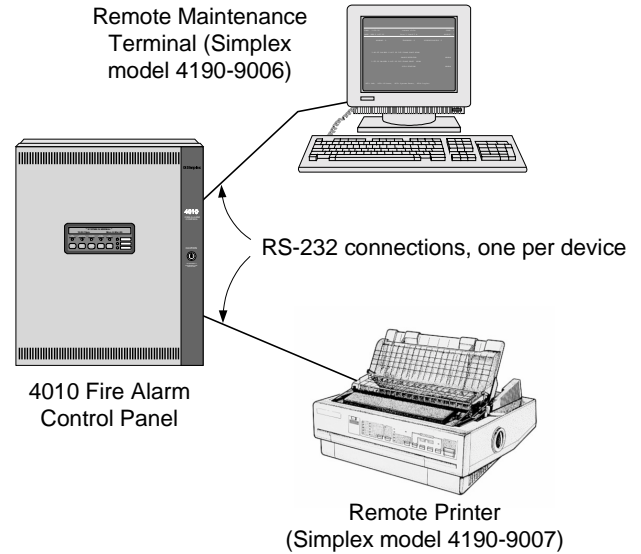 Remote Maintenance
Terminal (Simplex
model 4190-9006)
Simplex
4010
RS-232 connections, one per device
4010 Fire Alarm
Control Panel
Remote Printer
(Simplex model 4190-9007)